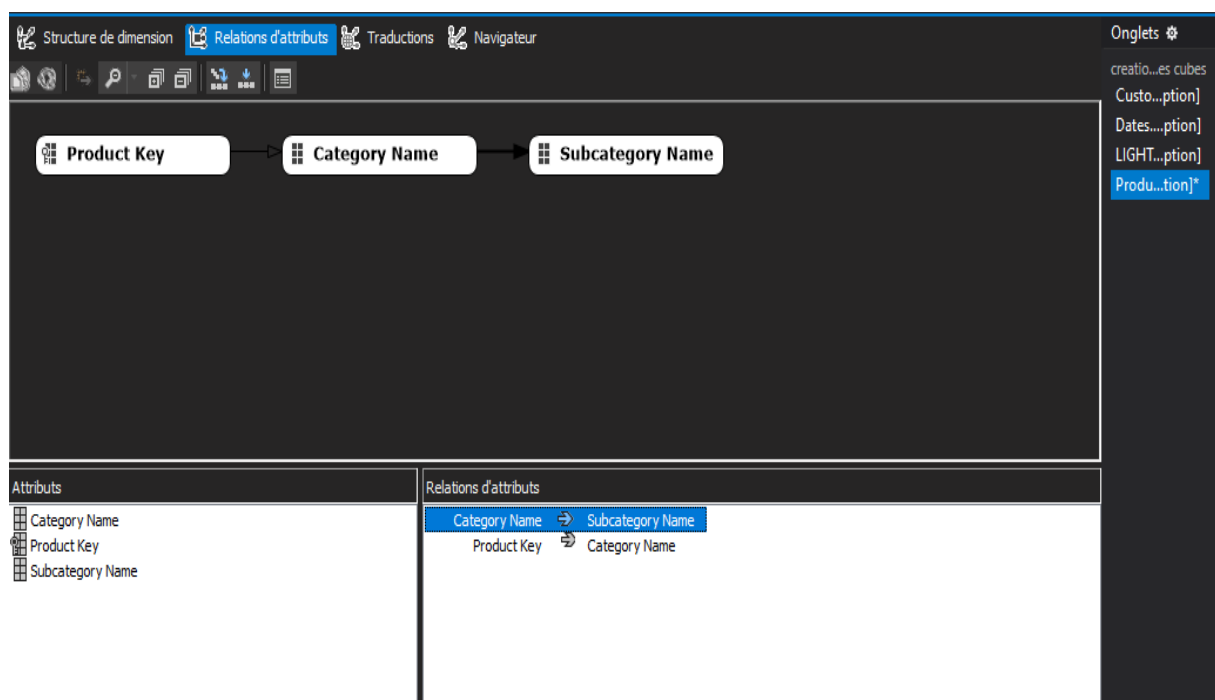 Structure de dimension Relations d'attributs Traductions Navigateur
Product Key Category Name Subcategory Name
Attributs
Category Name
Product Key
Subcategory Name
Relations d'attributs
Category Name Subcategory Name
Product Key Category Name
Onglets
creatio...es cubes
Custo...ption]
Dates....ption]
LIGHT...ption]
Produ...tion]*